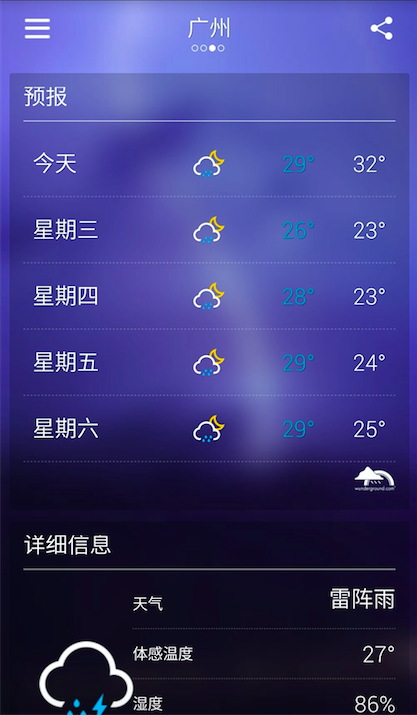 广州
预报
今天 29° 32°
星期三 26° 23°
星期四 28° 23°
星期五 29° 24°
星期六 29° 25°
wunderground.com
详细信息
天气 雷阵雨
体感温度 27°
湿度 86%